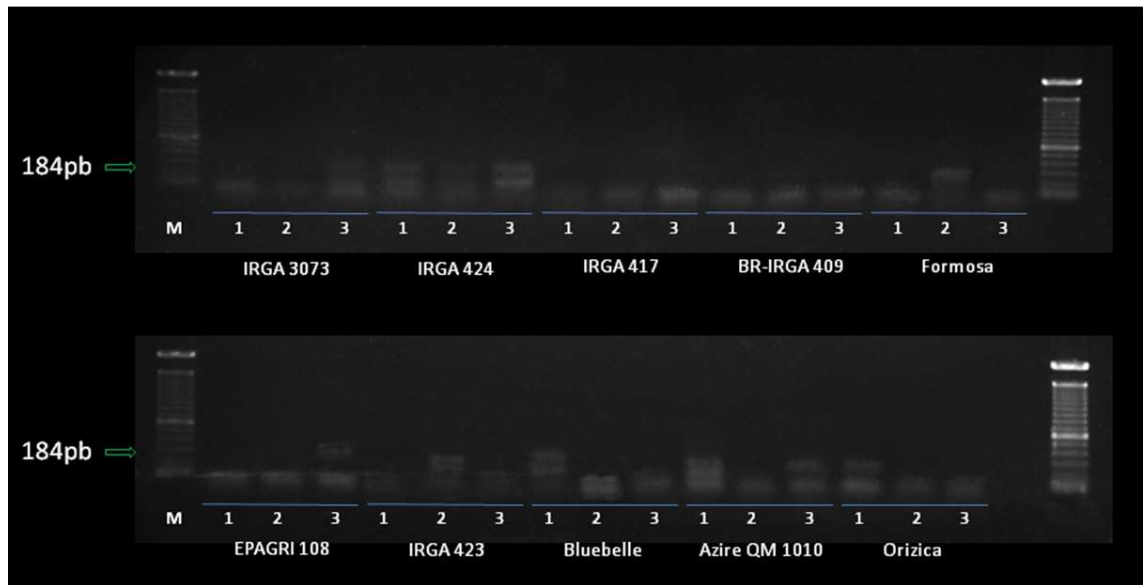 184pb
M 1 2 3 1 2 3 1 2 3 1 2 3 1 2 3
IRGA 3073 IRGA 424 IRGA 417 BR-IRGA 409 Formosa
184pb
M 1 2 3 1 2 3 1 2 3 1 2 3 1 2 3
EPAGRI 108 IRGA 423 Bluebelle Azire QM 1010 Orizica